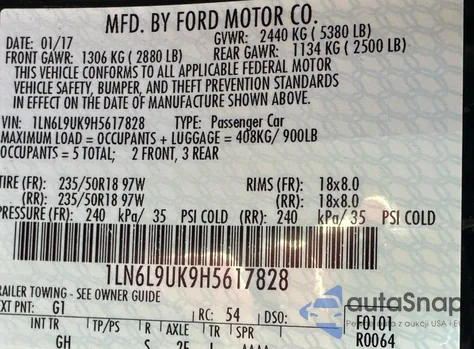 MFD. BY FORD MOTOR CO.
DATE: 01/17 GVWR: 2440 KG ( 5380 LB)
FRONT GAWR: 1306 KG ( 2880 LB) REAR GAWR: 1134 KG ( 2500 LB)
THIS VEHICLE CONFORMS TO ALL APPLICABLE FEDERAL MOTOR
VEHICLE SAFETY, BUMPER, AND THEFT PREVENTION STANDARDS
IN EFFECT ON THE DATE OF MANUFACTURE SHOWN ABOVE.
VIN: 1LN6L9UK9H5617828 TYPE: Passenger Car
MAXIMUM LOAD = OCCUPANTS + LUGGAGE = 408KG/ 900LB
OCCUPANTS = 5 TOTAL; 2 FRONT, 3 REAR
TIRE (FR): 235/50R18 97W RIMS (FR): 18x8.0
(RR): 235/50R18 97W (RR): 18x8.0
PRESSURE (FR): 240 kPa/ 35 PSI COLD (RR): 240 kPa/ 35 PSI COLD
1LN6L9UK9H5617828
RAILER TOWING - SEE OWNER GUIDE
EXT PNT: G1 RC: 54 DSO: F0101
INT TR TP/PS R AXLE TR SPR R0064
GH S 2E
autoSnap